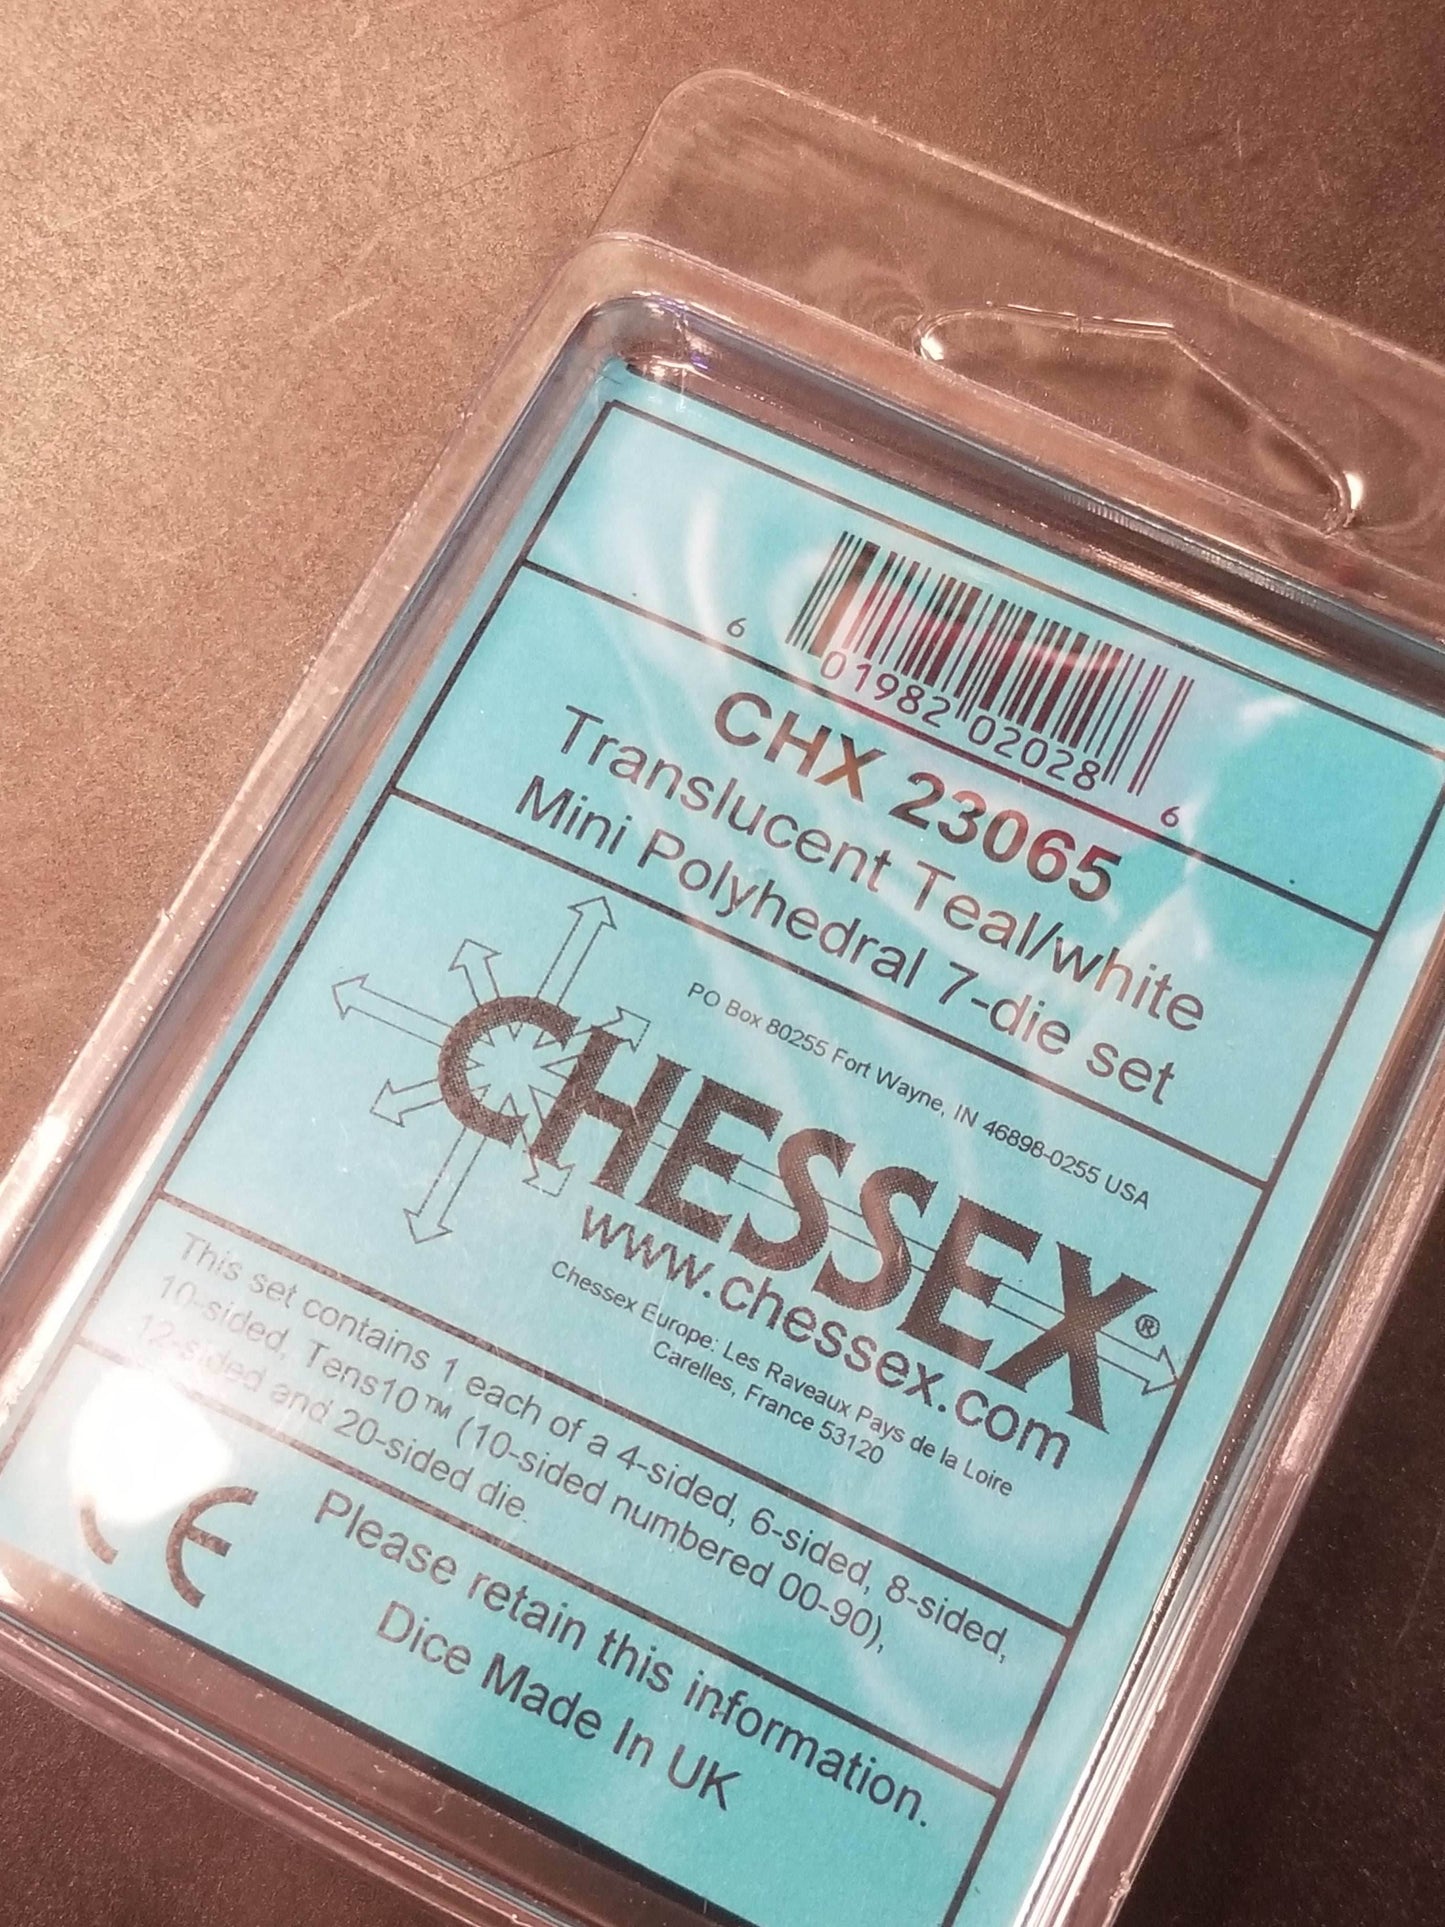 6 01982 02028 6
CHX 23065
Translucent Teal/white
Mini Polyhedral 7-die set
PO Box 80255 Fort Wayne, IN 46898-0255 USA
CHESSEX®
www.chessex.com
Chessex Europe: Les Raveaux Pays de la Loire
Carelles, France 53120
This set contains 1 each of a 4-sided, 6-sided, 8-sided,
10-sided, Tens10™ (10-sided numbered 00-90),
12-sided and 20-sided die.
CE
Please retain this information.
Dice Made In UK